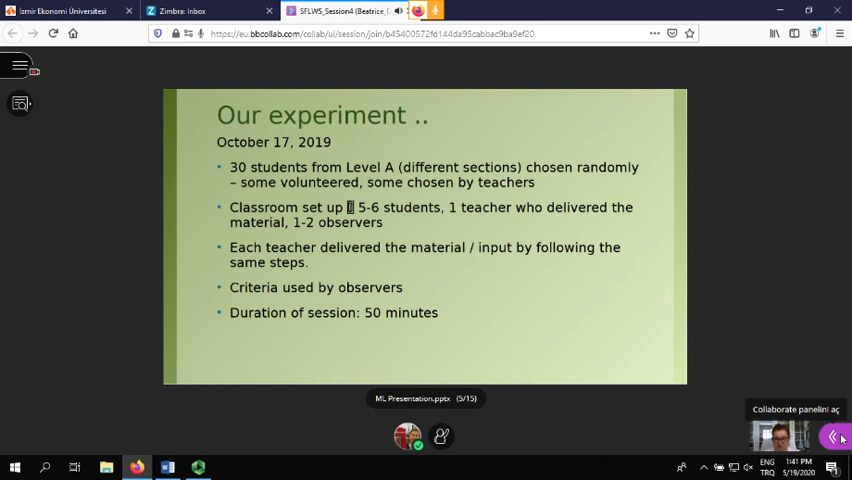 Izmir Ekonomi Üniversitesi
Zimbra: Inbox
SFLWS_Session4 (Beatrice_D
https://eu.bbcollab.com/collab/ui/session/join/b45400572fd144da95cabbac9ba9ef20
Our experiment ..
October 17, 2019
• 30 students from Level A (different sections) chosen randomly
– some volunteered, some chosen by teachers
• Classroom set up 5-6 students, 1 teacher who delivered the
material, 1-2 observers
• Each teacher delivered the material / input by following the
same steps.
• Criteria used by observers
• Duration of session: 50 minutes
ML Presentation.pptx (5/15)
Collaborate panelini aç
ENG
TRQ
1:41 PM
5/19/2020